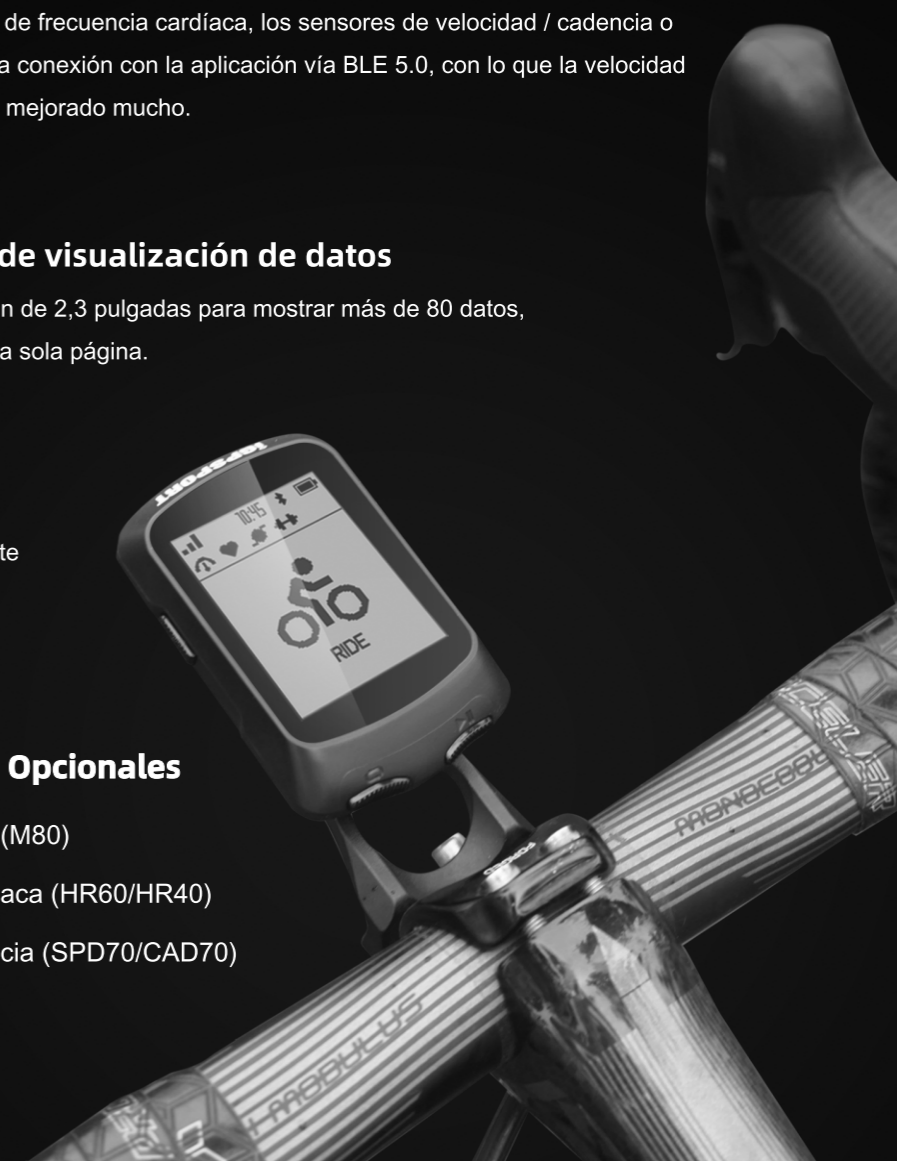 de frecuencia cardíaca, los sensores de velocidad / cadencia o
a conexión con la aplicación vía BLE 5.0, con lo que la velocidad
mejorado mucho.
de visualización de datos
n de 2,3 pulgadas para mostrar más de 80 datos,
a sola página.
iGPSPORT
10:45
te
RIDE
Opcionales
(M80)
aca (HR60/HR40)
cia (SPD70/CAD70)